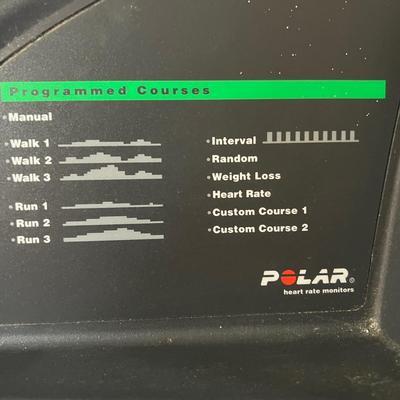 Programmed Courses
• Manual
• Walk 1
• Walk 2
• Walk 3
• Run 1
• Run 2
• Run 3
• Interval
• Random
• Weight Loss
• Heart Rate
• Custom Course 1
• Custom Course 2
POLAR®
heart rate monitors